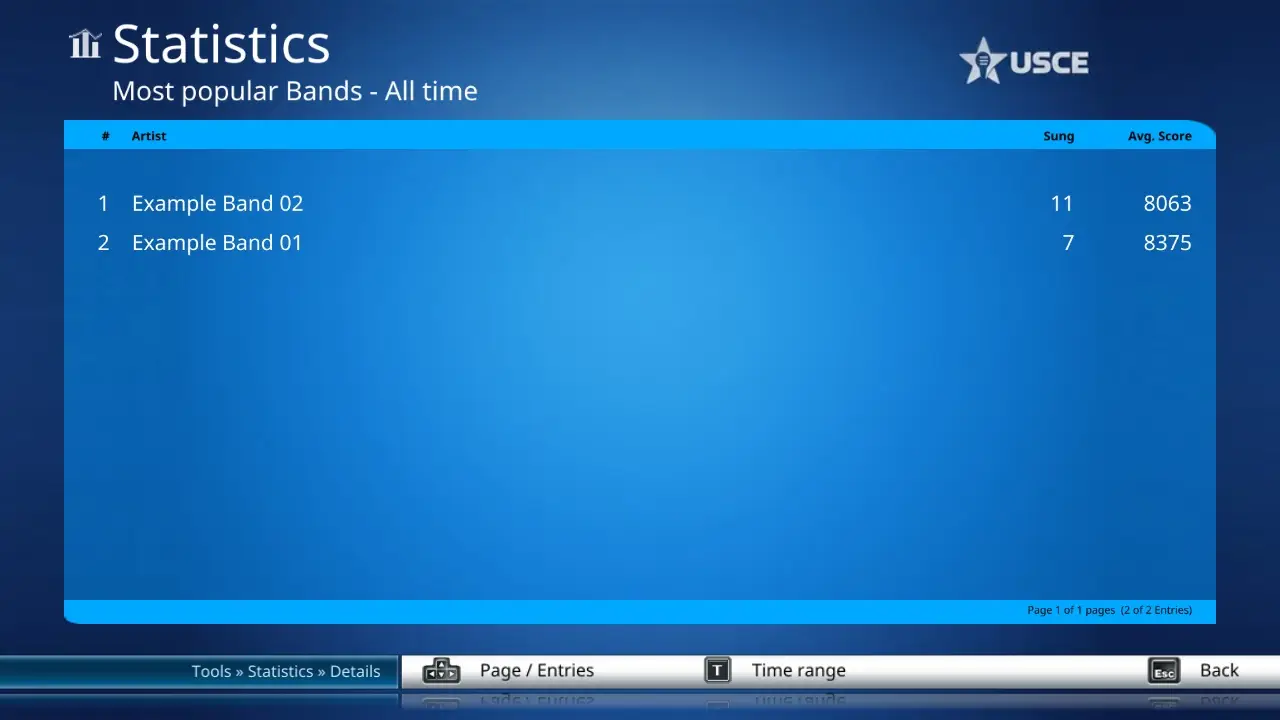 Statistics
Most popular Bands - All time
USCE
# Artist Sung Avg. Score
1 Example Band 02 11 8063
2 Example Band 01 7 8375
Page 1 of 1 pages (2 of 2 Entries)
Tools » Statistics » Details Page / Entries T Time range Esc Back